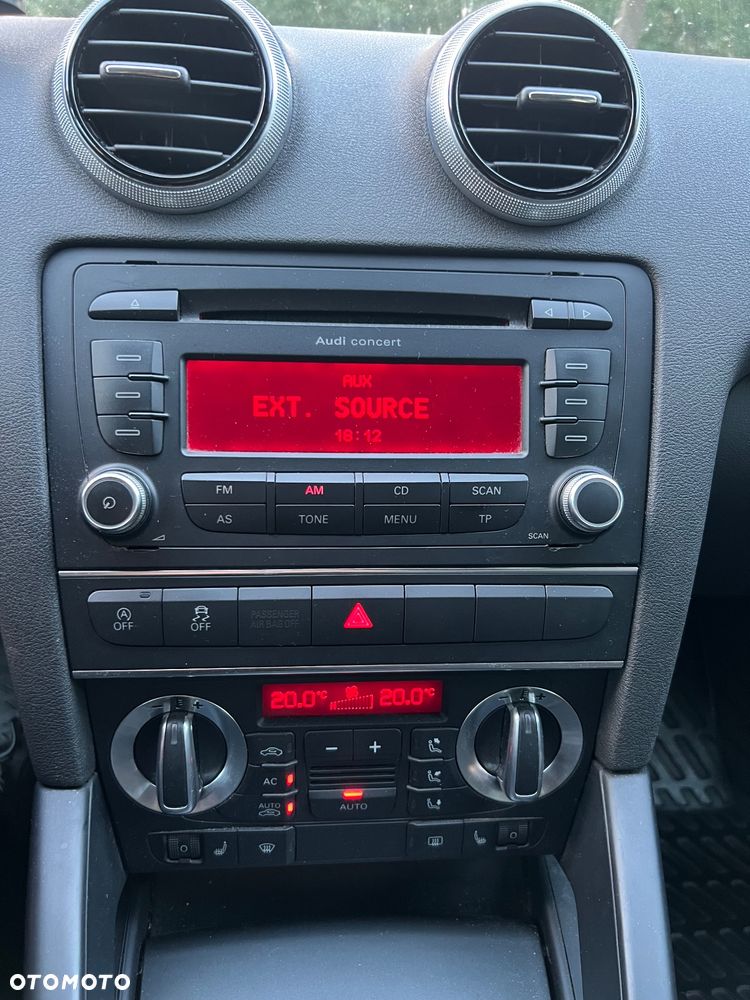 Audi concert
AUX
EXT. SOURCE
18:12
FM AM CD SCAN
AS TONE MENU TP
SCAN
A OFF
OFF
PASSENGER
AIR BAG OFF
20.0°C 20.0°C
- E +
- E +
- +
AC
AUTO
AUTO
OTOMOTO